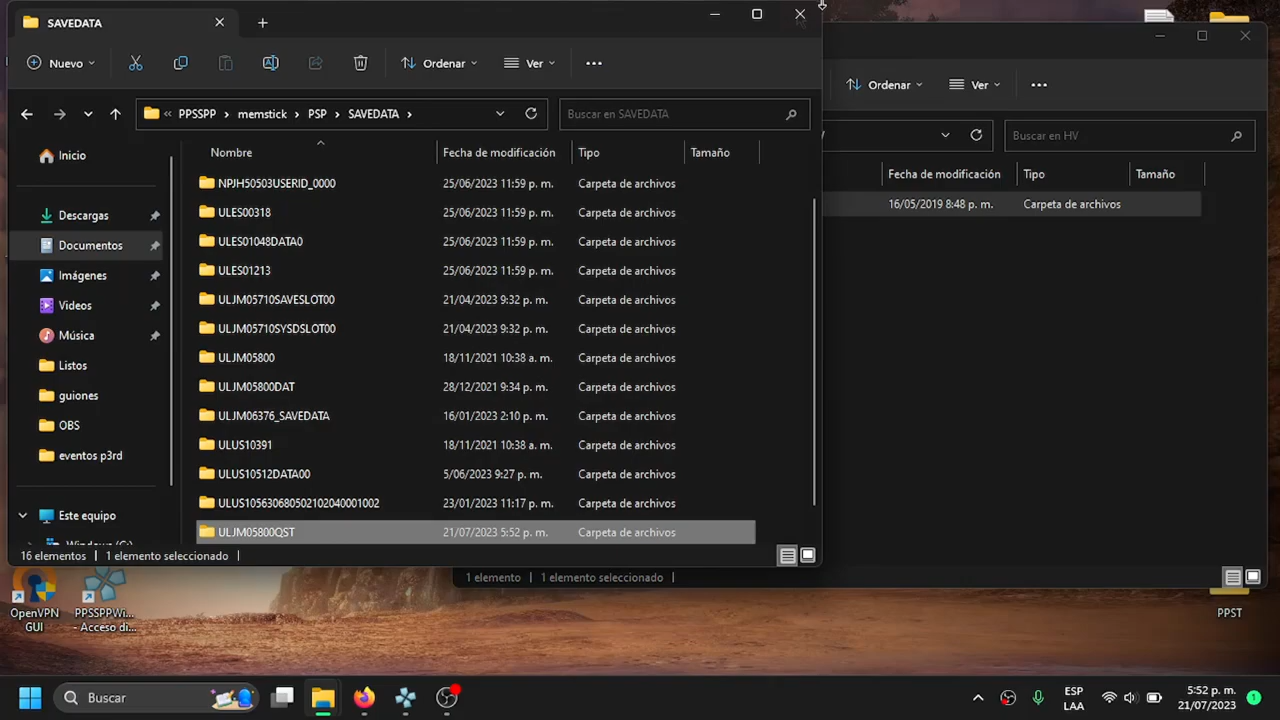 SAVEDATA
Nuevo
Ordenar
Ver
Ordenar
Ver
« PPSSPP › memstick › PSP › SAVEDATA ›
Buscar en SAVEDATA
Buscar en HV
Nombre
Fecha de modificación
Tipo
Tamaño
Fecha de modificación
Tipo
Tamaño
16/05/2019 8:48 p. m.
Carpeta de archivos
Inicio
Descargas
Documentos
Imágenes
Videos
Música
Listos
guiones
OBS
eventos p3rd
Este equipo
NPJH50503USERID_0000 25/06/2023 11:59 p. m. Carpeta de archivos
ULES00318 25/06/2023 11:59 p. m. Carpeta de archivos
ULES01048DATA0 25/06/2023 11:59 p. m. Carpeta de archivos
ULES01213 25/06/2023 11:59 p. m. Carpeta de archivos
ULJM05710SAVESLOT00 21/04/2023 9:32 p. m. Carpeta de archivos
ULJM05710SYSDSLOT00 21/04/2023 9:32 p. m. Carpeta de archivos
ULJM05800 18/11/2021 10:38 a. m. Carpeta de archivos
ULJM05800DAT 28/12/2021 9:34 p. m. Carpeta de archivos
ULJM06376_SAVEDATA 16/01/2023 2:10 p. m. Carpeta de archivos
ULUS10391 18/11/2021 10:38 a. m. Carpeta de archivos
ULUS10512DATA00 5/06/2023 9:27 p. m. Carpeta de archivos
ULUS105630680502102040001002 23/01/2023 11:17 p. m. Carpeta de archivos
ULJM05800QST 21/07/2023 5:52 p. m. Carpeta de archivos
16 elementos
1 elemento seleccionado
1 elemento
1 elemento seleccionado
OpenVPN
GUI
PPSSPPWi...
- Acceso di...
PPST
Buscar
ESP
LAA
5:52 p. m.
21/07/2023
1